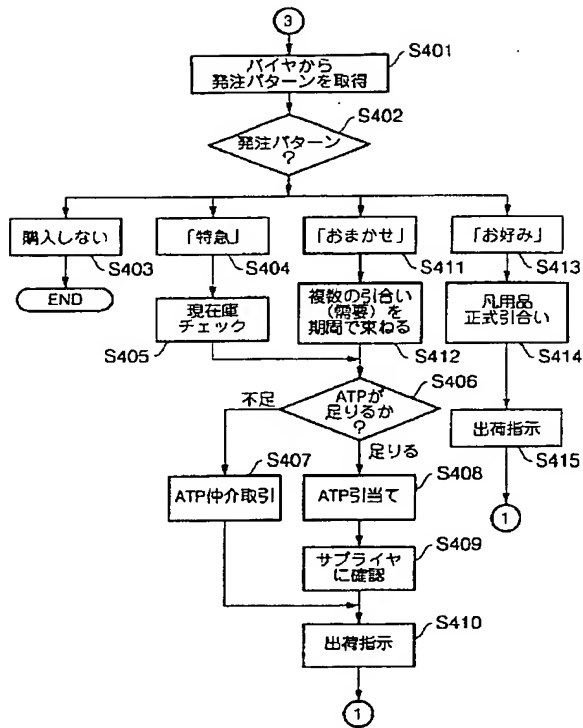 3
バイヤから
発注パターンを取得
S401
S402
発注パターン
?
購入しない
S403
END
「特急」
S404
「おまかせ」
S411
「お好み」
S413
現在庫
チェック
S405
複数の引合い
(需要)を
期間で束ねる
S412
凡用品
正式引合い
S414
ATPが
足りるか
?
S406
不足
足りる
出荷指示
S415
1
S407
ATP仲介取引
S408
ATP引当て
S409
サプライヤ
に確認
S410
出荷指示
1